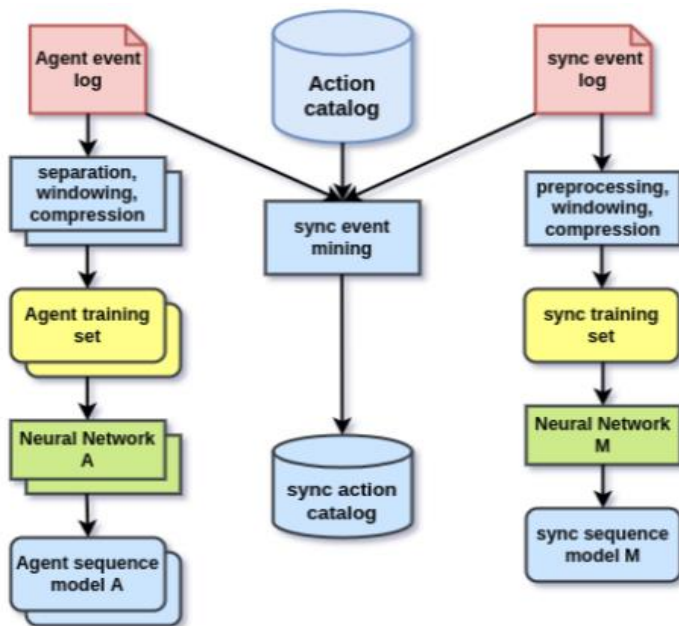 Agent event
log
Action
catalog
sync event
log
separation,
windowing,
compression
sync event
mining
preprocessing,
windowing,
compression
Agent training
set
sync training
set
Neural Network
A
Neural Network
M
sync action
catalog
Agent sequence
model A
sync sequence
model M